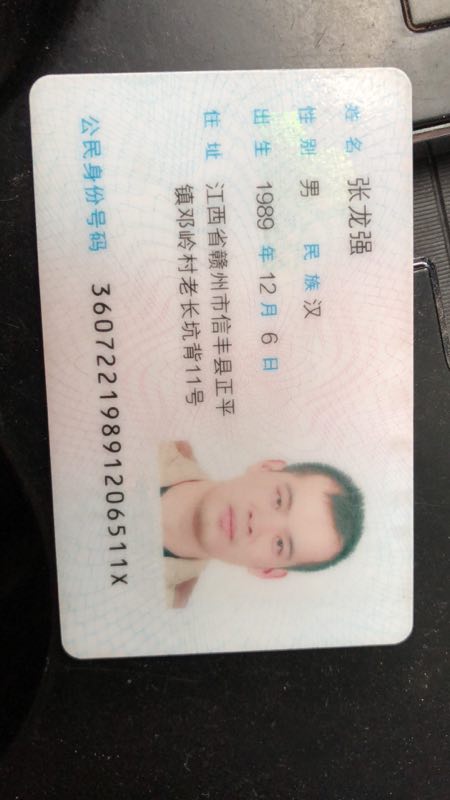 姓名 张龙强
性别 男 民族 汉
出生 1989 年 12 月 6 日
住址 江西省赣州市信丰县正平
镇邓岭村老长坑背11号
公民身份号码 36072219891206511X